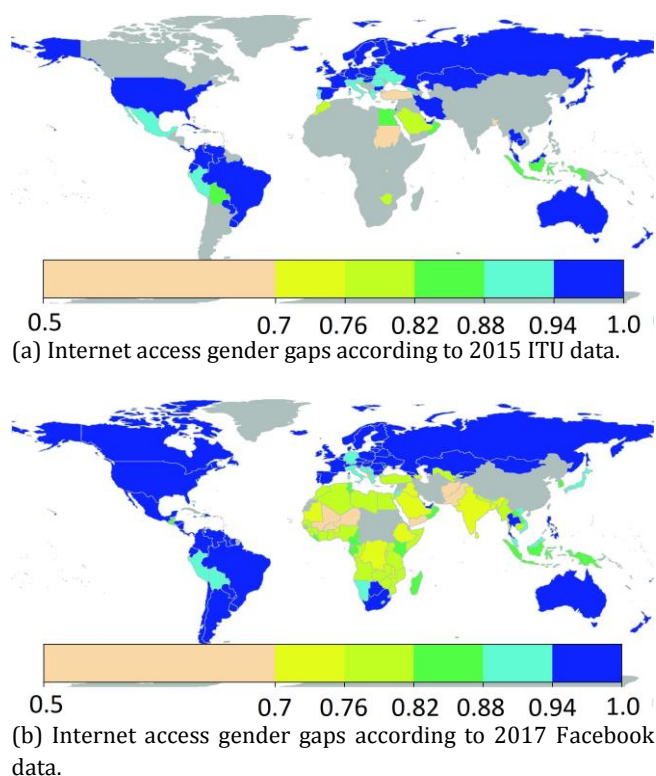 0.5 0.7 0.76 0.82 0.88 0.94 1.0
(a) Internet access gender gaps according to 2015 ITU data.
0.5 0.7 0.76 0.82 0.88 0.94 1.0
(b) Internet access gender gaps according to 2017 Facebook
data.